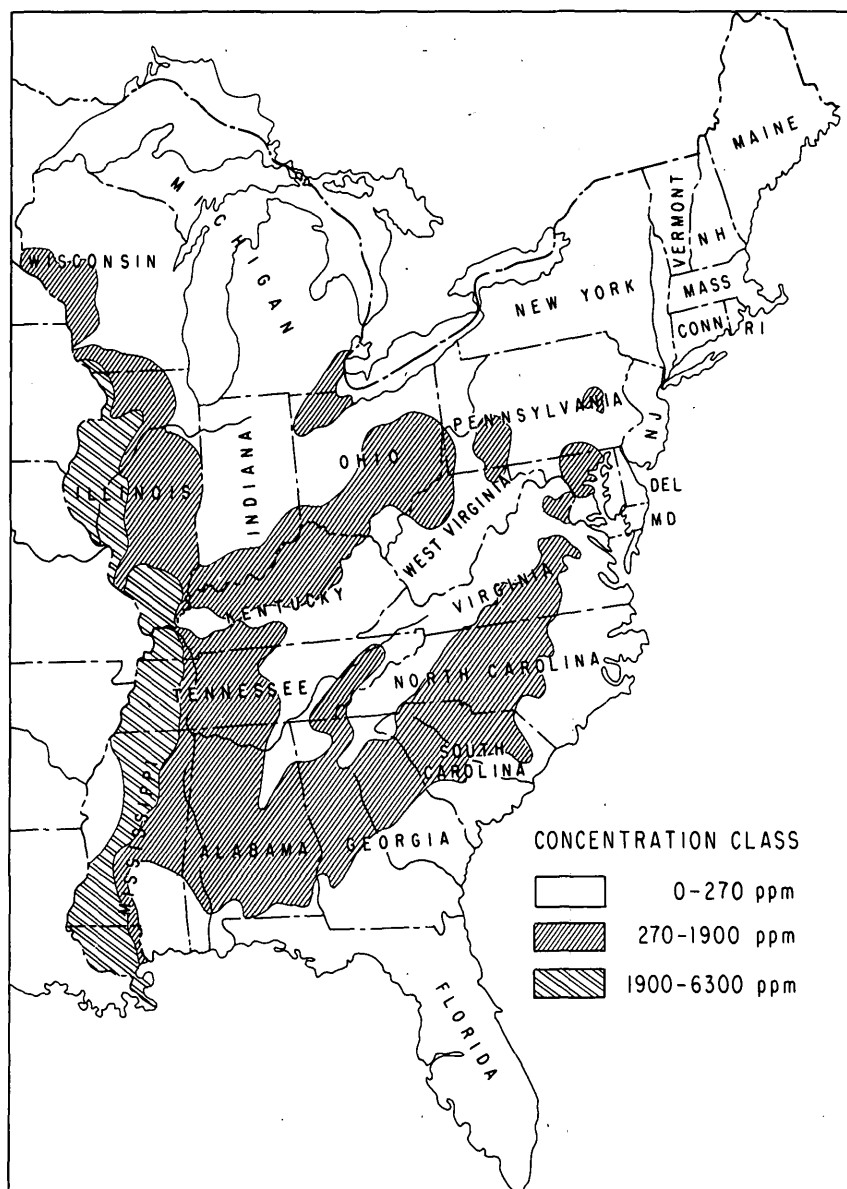 MAINE
VERMONT
NH
MICHIGAN
WISCONSIN
NEW YORK
MASS
CONN
RI
PENNSYLVANIA
NJ
INDIANA
OHIO
ILLINOIS
DEL
MD
WEST VIRGINIA
VIRGINIA
KENTUCKY
NORTH CAROLINA
TENNESSEE
SOUTH
CAROLINA
MISSISSIPPI
ALABAMA
GEORGIA
FLORIDA
CONCENTRATION CLASS
0-270 ppm
270-1900 ppm
1900-6300 ppm